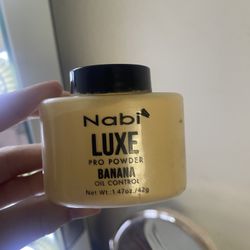 Nabi
LUXE
PRO POWDER
BANANA
OIL CONTROL
Net Wt.: 1.47oz./42g